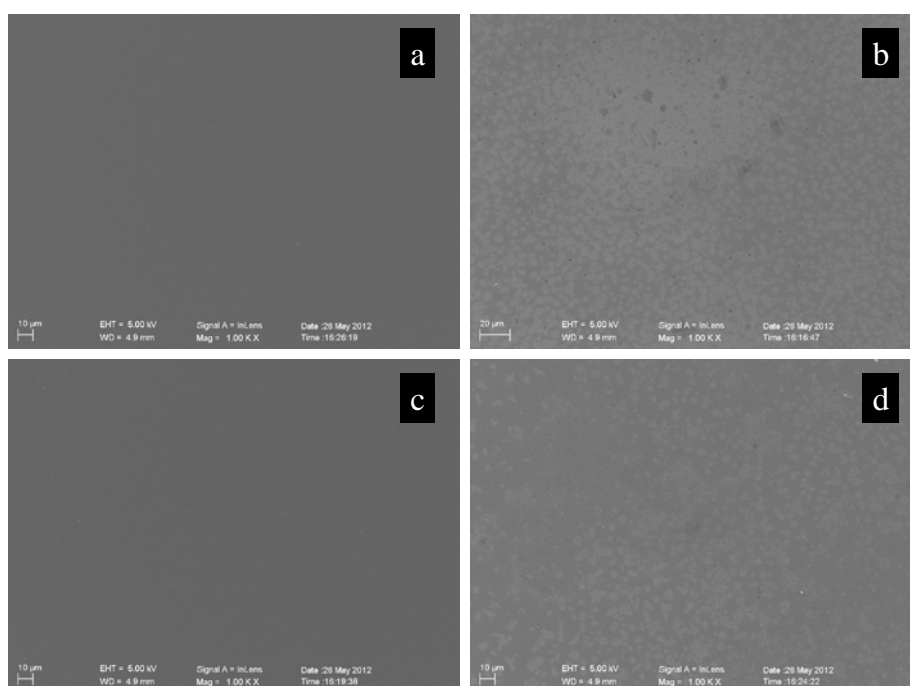 a
10 µm
EHT = 5.00 kV Signal A = InLens Date :26 May 2012
WD = 4.9 mm Mag = 1.00 K X Time :16:26:19
b
20 µm
EHT = 5.00 kV Signal A = InLens Date :26 May 2012
WD = 4.9 mm Mag = 1.00 K X Time :16:16:47
c
10 µm
EHT = 5.00 kV Signal A = InLens Date :26 May 2012
WD = 4.9 mm Mag = 1.00 K X Time :16:19:38
d
10 µm
EHT = 5.00 kV Signal A = InLens Date :26 May 2012
WD = 4.9 mm Mag = 1.00 K X Time :16:24:22